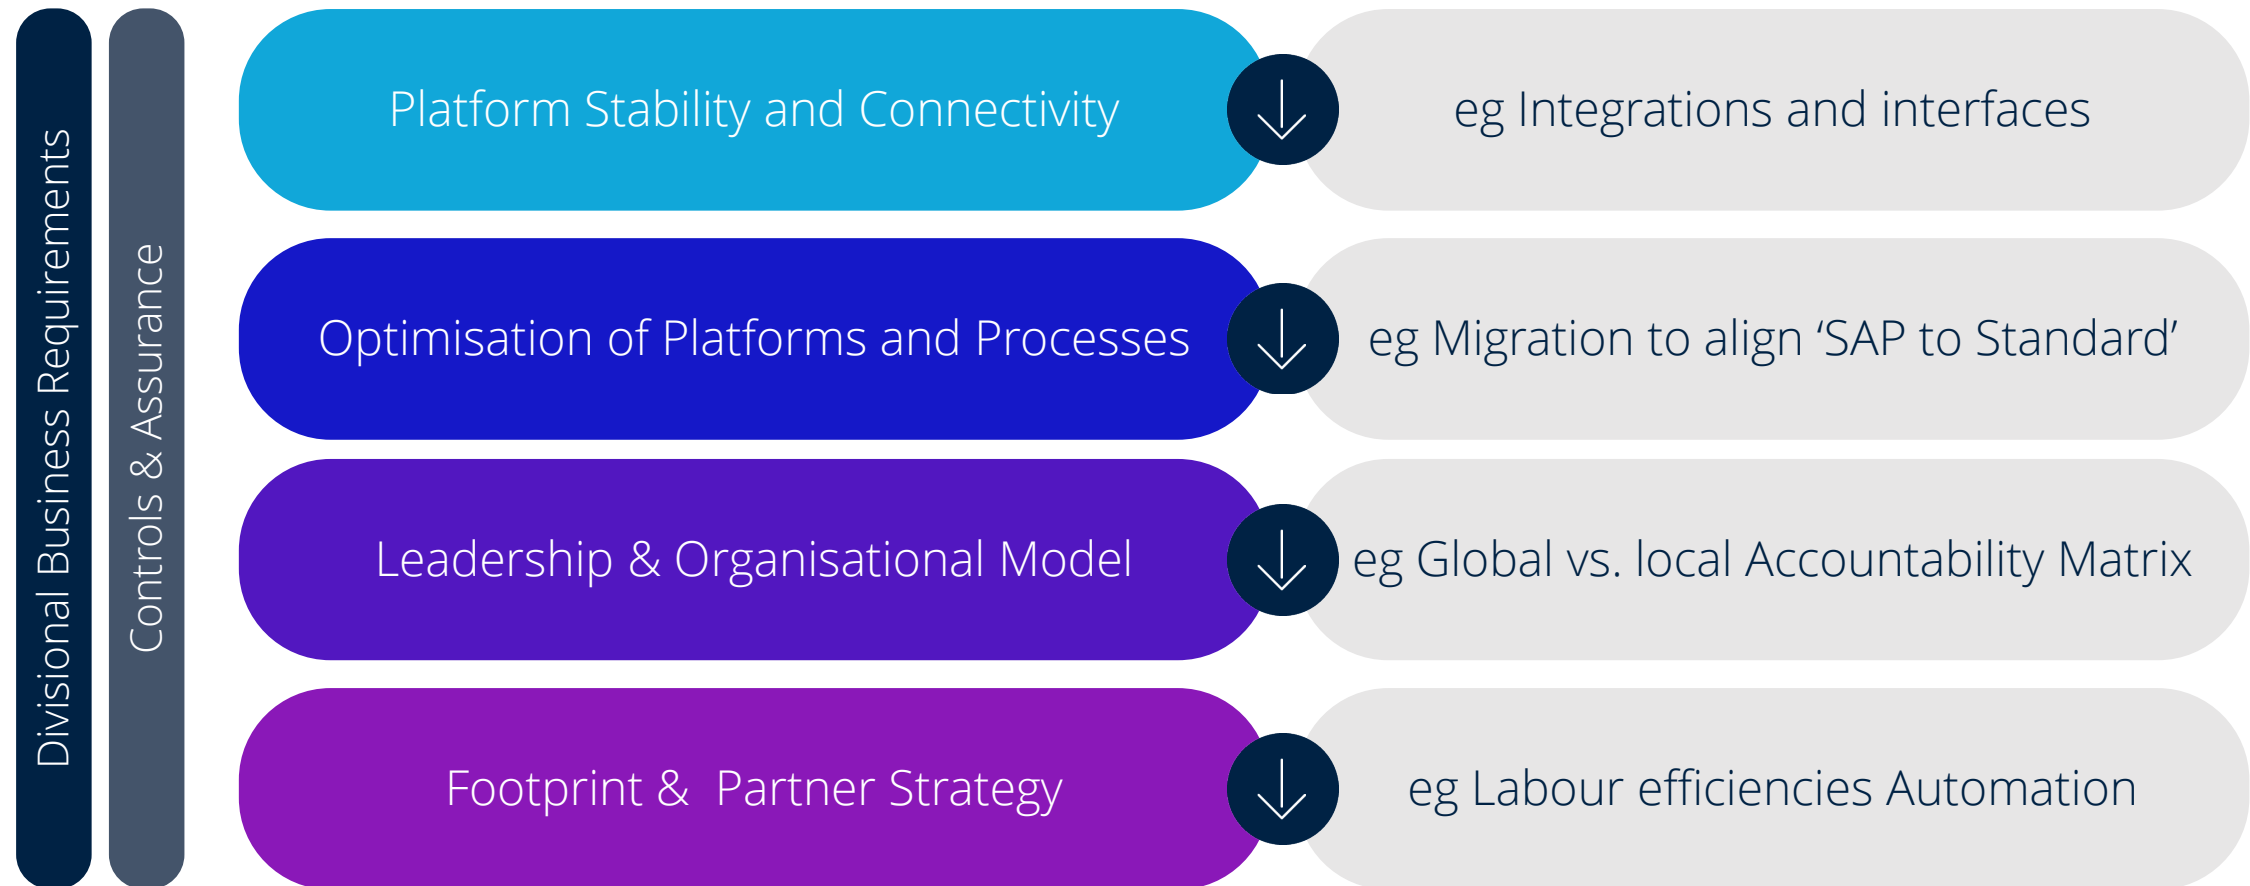 Divisional Business Requirements
Controls & Assurance
Platform Stability and Connectivity
eg Integrations and interfaces
Optimisation of Platforms and Processes
eg Migration to align ‘SAP to Standard’
Leadership & Organisational Model
eg Global vs. local Accountability Matrix
Footprint &  Partner Strategy
eg Labour efficiencies Automation